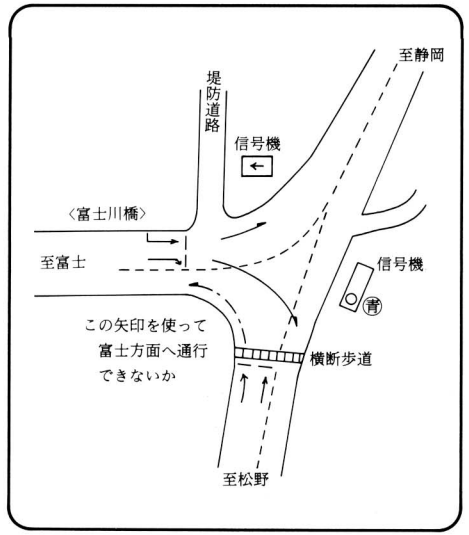 至静岡
堤防道路
信号機
〈富士川橋〉
至富士
信号機
青
この矢印を使って
富士方面へ通行
できないか
横断歩道
至松野